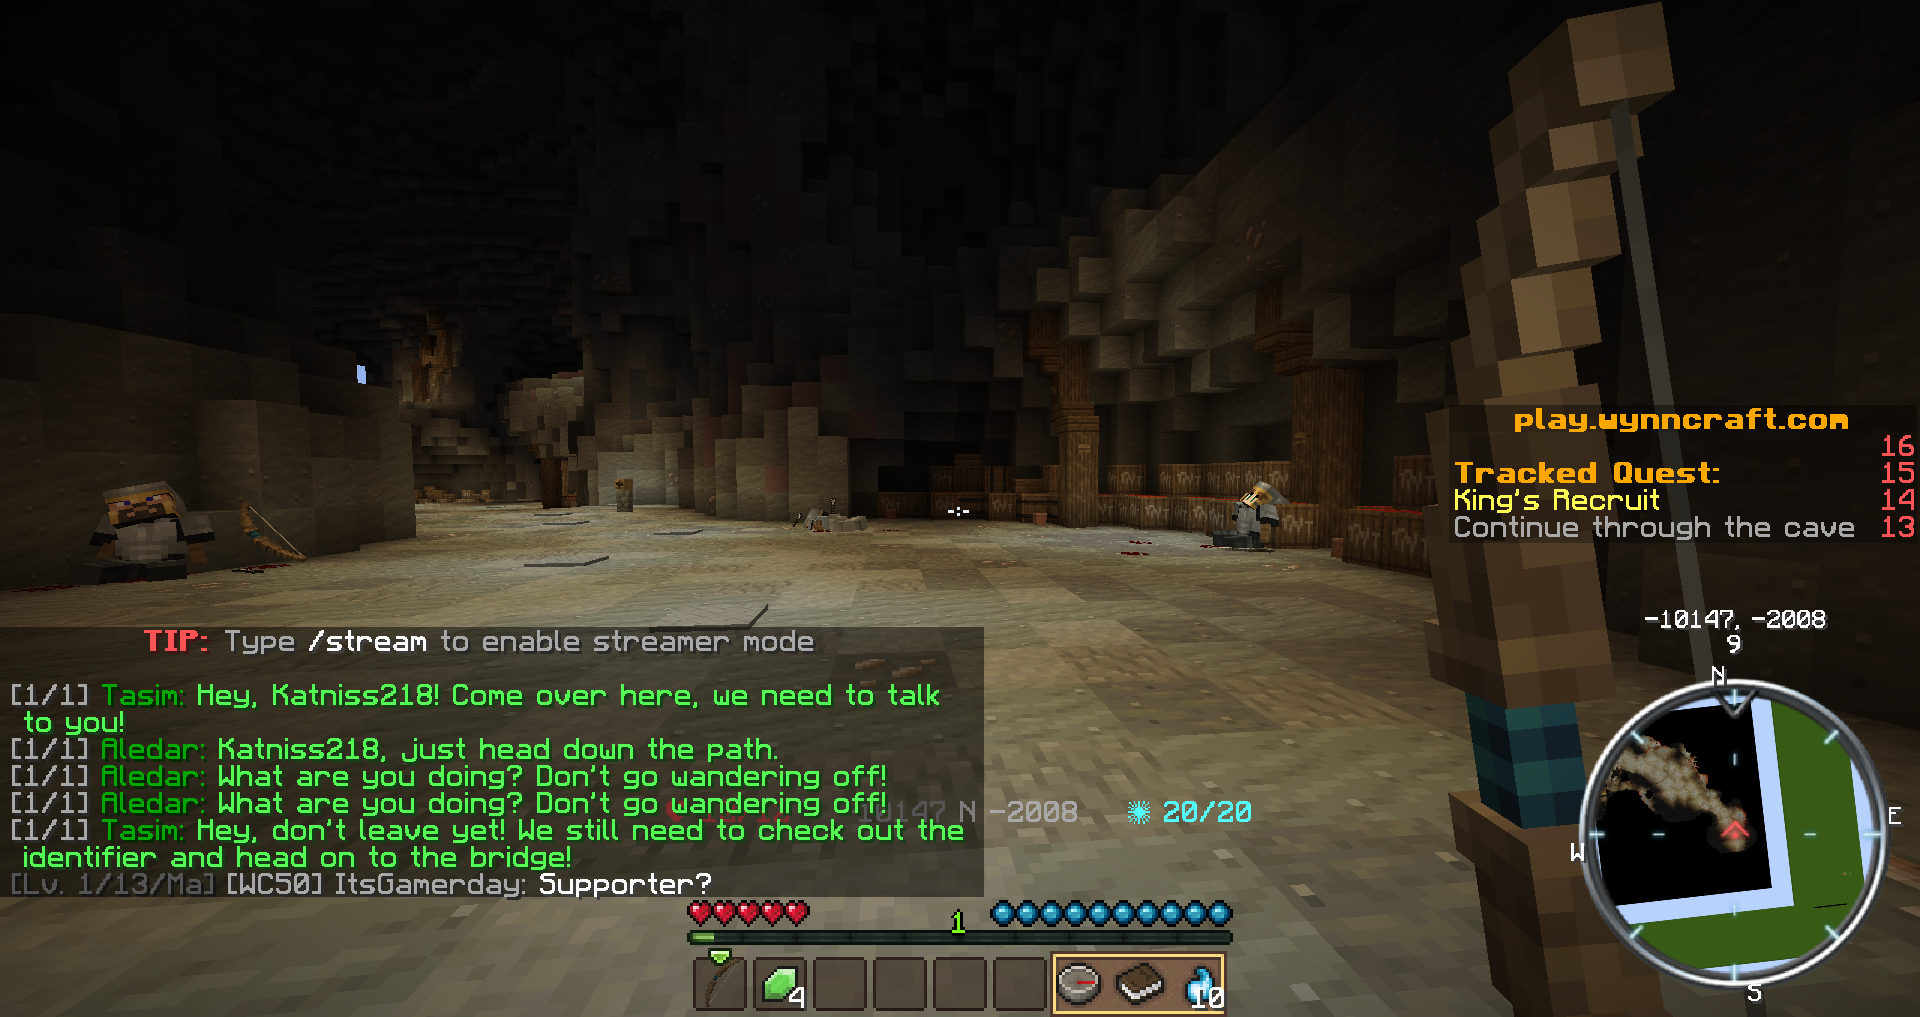 play.wynncraft.com
16
Tracked Quest: 15
King's Recruit 14
Continue through the cave 13
-10147, -2008
9
N
E
W
S
TIP: Type /stream to enable streamer mode
[1/1] Tasim: Hey, Katniss218! Come over here, we need to talk
to you!
[1/1] Aledar: Katniss218, just head down the path.
[1/1] Aledar: What are you doing? Don't go wandering off!
[1/1] Aledar: What are you doing? Don't go wandering off!
[1/1] Tasim: Hey, don't leave yet! We still need to check out the
identifier and head on to the bridge!
[Lv. 1/13/Ma] [WC50] ItsGamerday: Supporter?
10147 N -2008 20/20
1
4
10
TNT
TNT
TNT
TNT
TNT